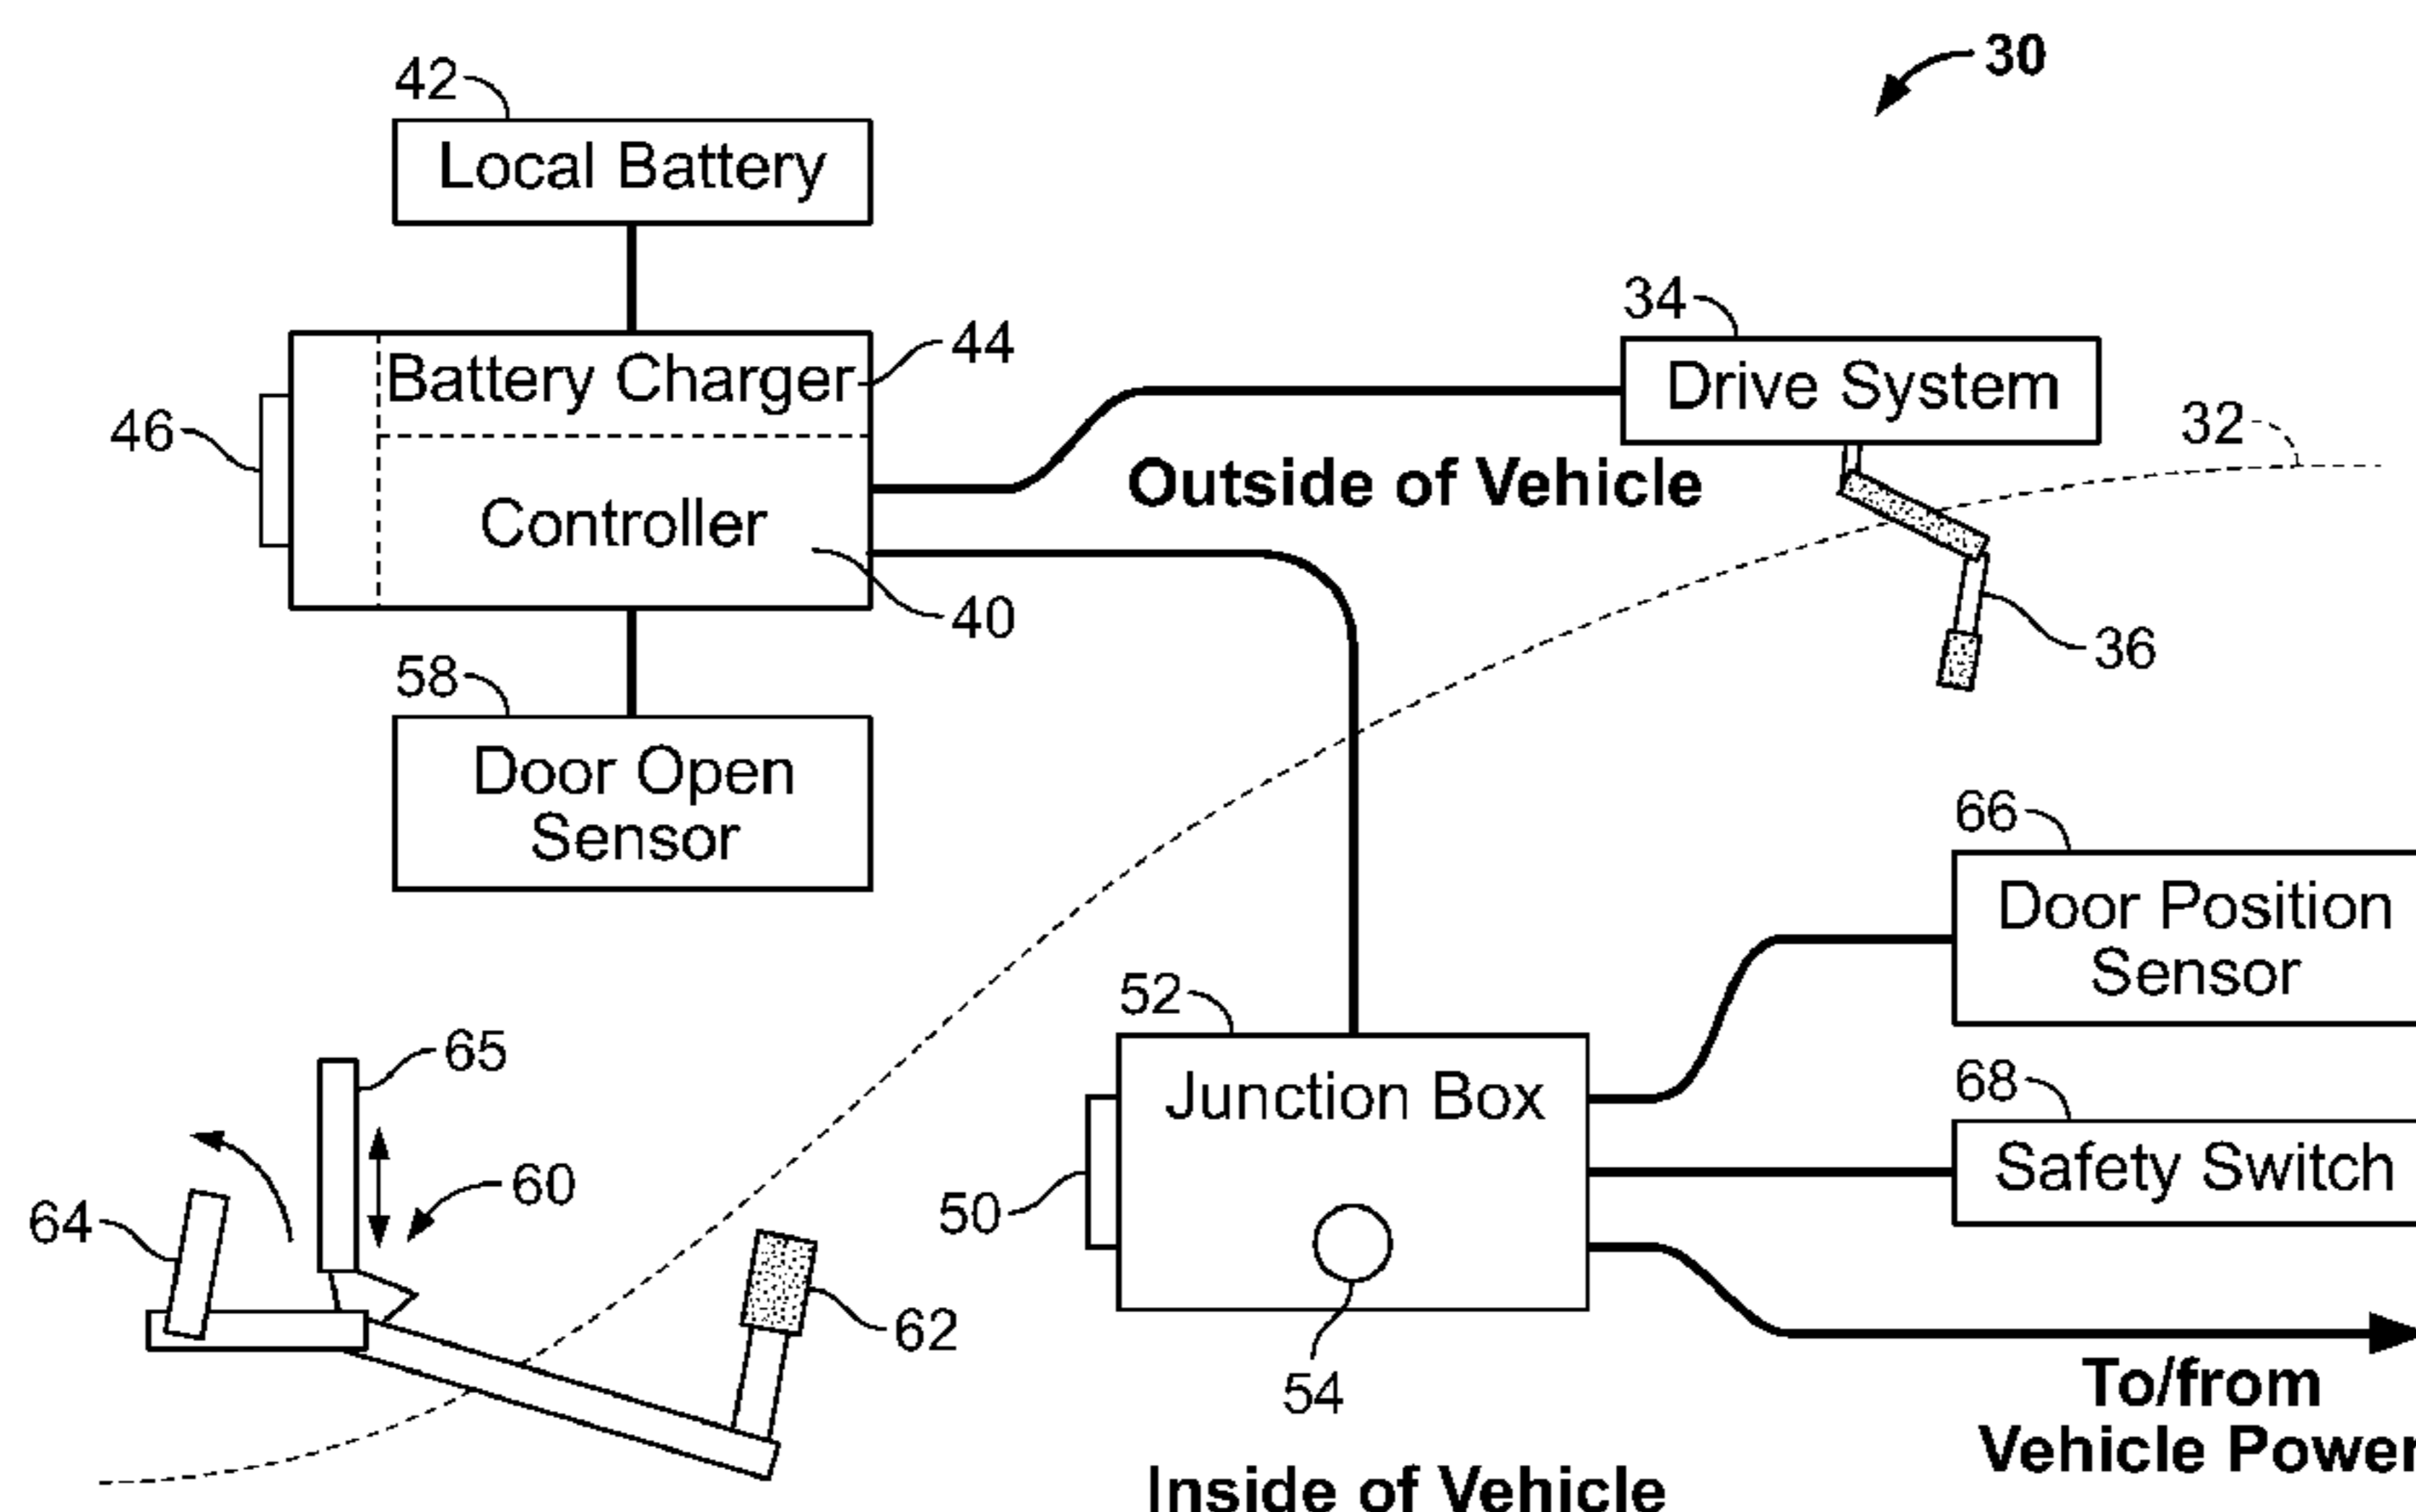 30
42
Local Battery
34
Drive System
44
Battery Charger
46
32
Outside of Vehicle
Controller
40
36
58
Door Open
Sensor
66
Door Position
Sensor
52
65
Junction Box
68
Safety Switch
60
64
50
62
54
To/from
Vehicle Power
Inside of Vehicle